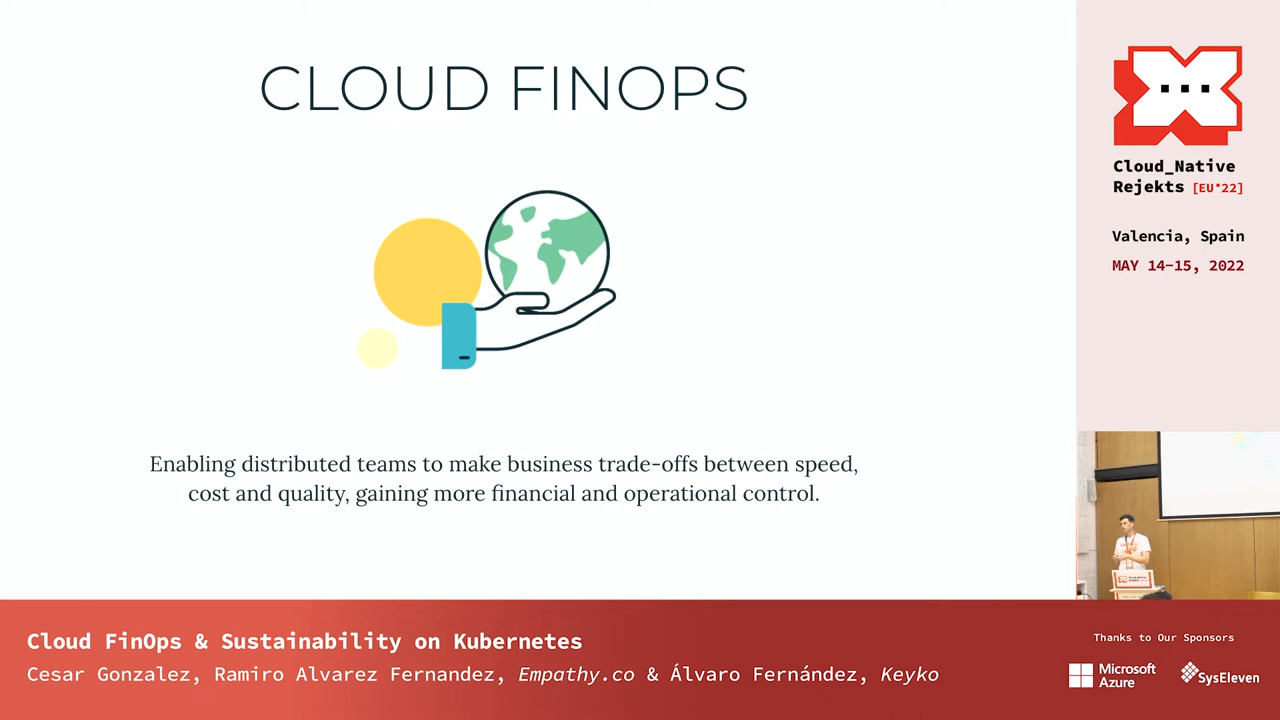 CLOUD FINOPS
Enabling distributed teams to make business trade-offs between speed,
cost and quality, gaining more financial and operational control.
Cloud_Native
Rejekts [EU*22]
Valencia, Spain
MAY 14-15, 2022
Cloud FinOps & Sustainability on Kubernetes
Cesar Gonzalez, Ramiro Alvarez Fernandez, Empathy.co & Álvaro Fernández, Keyko
Thanks to Our Sponsors
Microsoft
Azure
SysEleven